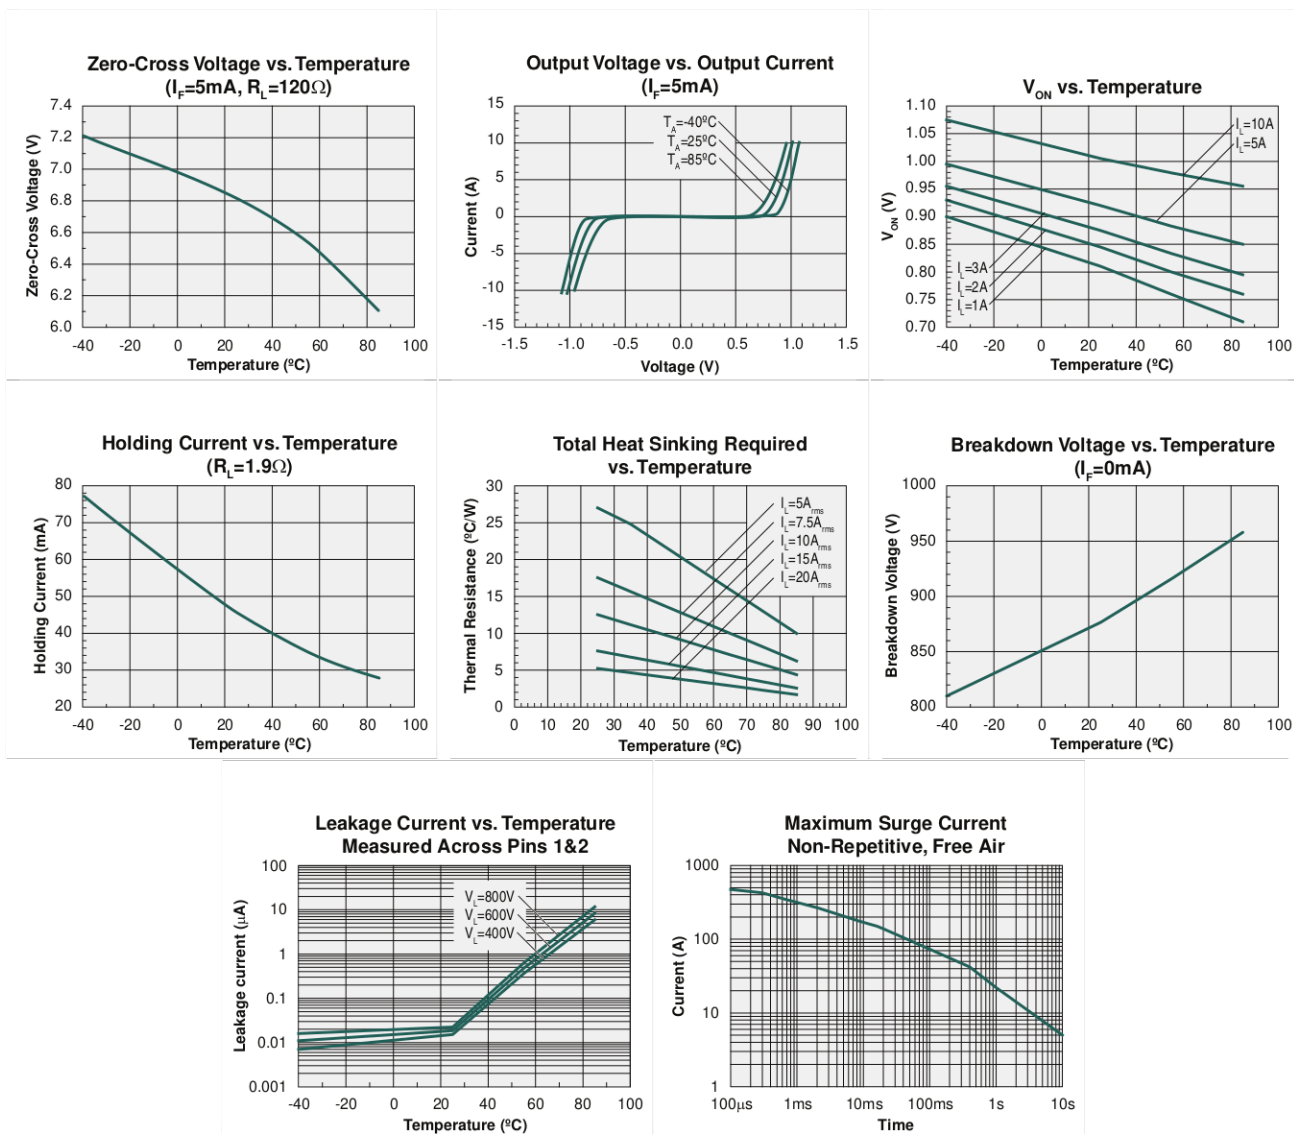 Zero-Cross Voltage vs. Temperature
(IF=5mA, RL=120Ω)
Zero-Cross Voltage (V)
7.4
7.2
7.0
6.8
6.6
6.4
6.2
6.0
-40 -20 0 20 40 60 80 100
Temperature (ºC)
Output Voltage vs. Output Current
(IF=5mA)
Current (A)
15
10
5
0
-5
-10
-15
TA=-40ºC
TA=25ºC
TA=85ºC
-1.5 -1.0 -0.5 0.0 0.5 1.0 1.5
Voltage (V)
VON vs. Temperature
VON (V)
1.10
1.05
1.00
0.95
0.90
0.85
0.80
0.75
0.70
IL=10A
IL=5A
IL=3A
IL=2A
IL=1A
-40 -20 0 20 40 60 80 100
Temperature (ºC)
Holding Current vs. Temperature
(RL=1.9Ω)
Holding Current (mA)
80
70
60
50
40
30
20
-40 -20 0 20 40 60 80 100
Temperature (ºC)
Total Heat Sinking Required
vs. Temperature
Thermal Resistance (ºC/W)
30
25
20
15
10
5
0
IL=5Arms
IL=7.5Arms
IL=10Arms
IL=15Arms
IL=20Arms
0 10 20 30 40 50 60 70 80 90 100
Temperature (ºC)
Breakdown Voltage vs. Temperature
(IF=0mA)
Breakdown Voltage (V)
1000
950
900
850
800
-40 -20 0 20 40 60 80 100
Temperature (ºC)
Leakage Current vs. Temperature
Measured Across Pins 1&2
Leakage current (μA)
100
10
1
0.1
0.01
0.001
VL=800V
VL=600V
VL=400V
-40 -20 0 20 40 60 80 100
Temperature (ºC)
Maximum Surge Current
Non-Repetitive, Free Air
Current (A)
1000
100
10
1
100μs 1ms 10ms 100ms 1s 10s
Time